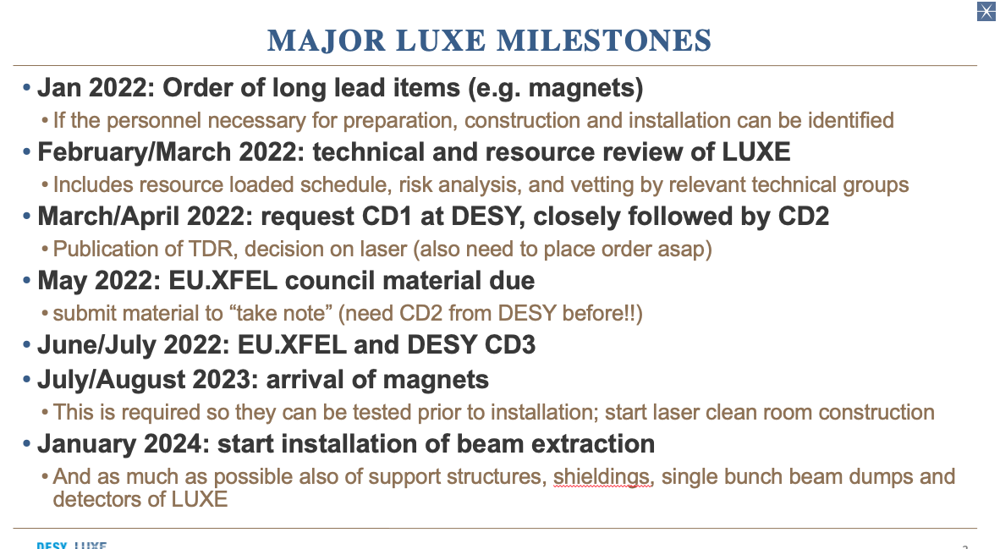 MAJOR LUXE MILESTONES
• Jan 2022: Order of long lead items (e.g. magnets)
• If the personnel necessary for preparation, construction and installation can be identified
• February/March 2022: technical and resource review of LUXE
• Includes resource loaded schedule, risk analysis, and vetting by relevant technical groups
• March/April 2022: request CD1 at DESY, closely followed by CD2
• Publication of TDR, decision on laser (also need to place order asap)
• May 2022: EU.XFEL council material due
• submit material to “take note” (need CD2 from DESY before!!)
• June/July 2022: EU.XFEL and DESY CD3
• July/August 2023: arrival of magnets
• This is required so they can be tested prior to installation; start laser clean room construction
• January 2024: start installation of beam extraction
• And as much as possible also of support structures, shieldings, single bunch beam dumps and
detectors of LUXE
DESY LUXE